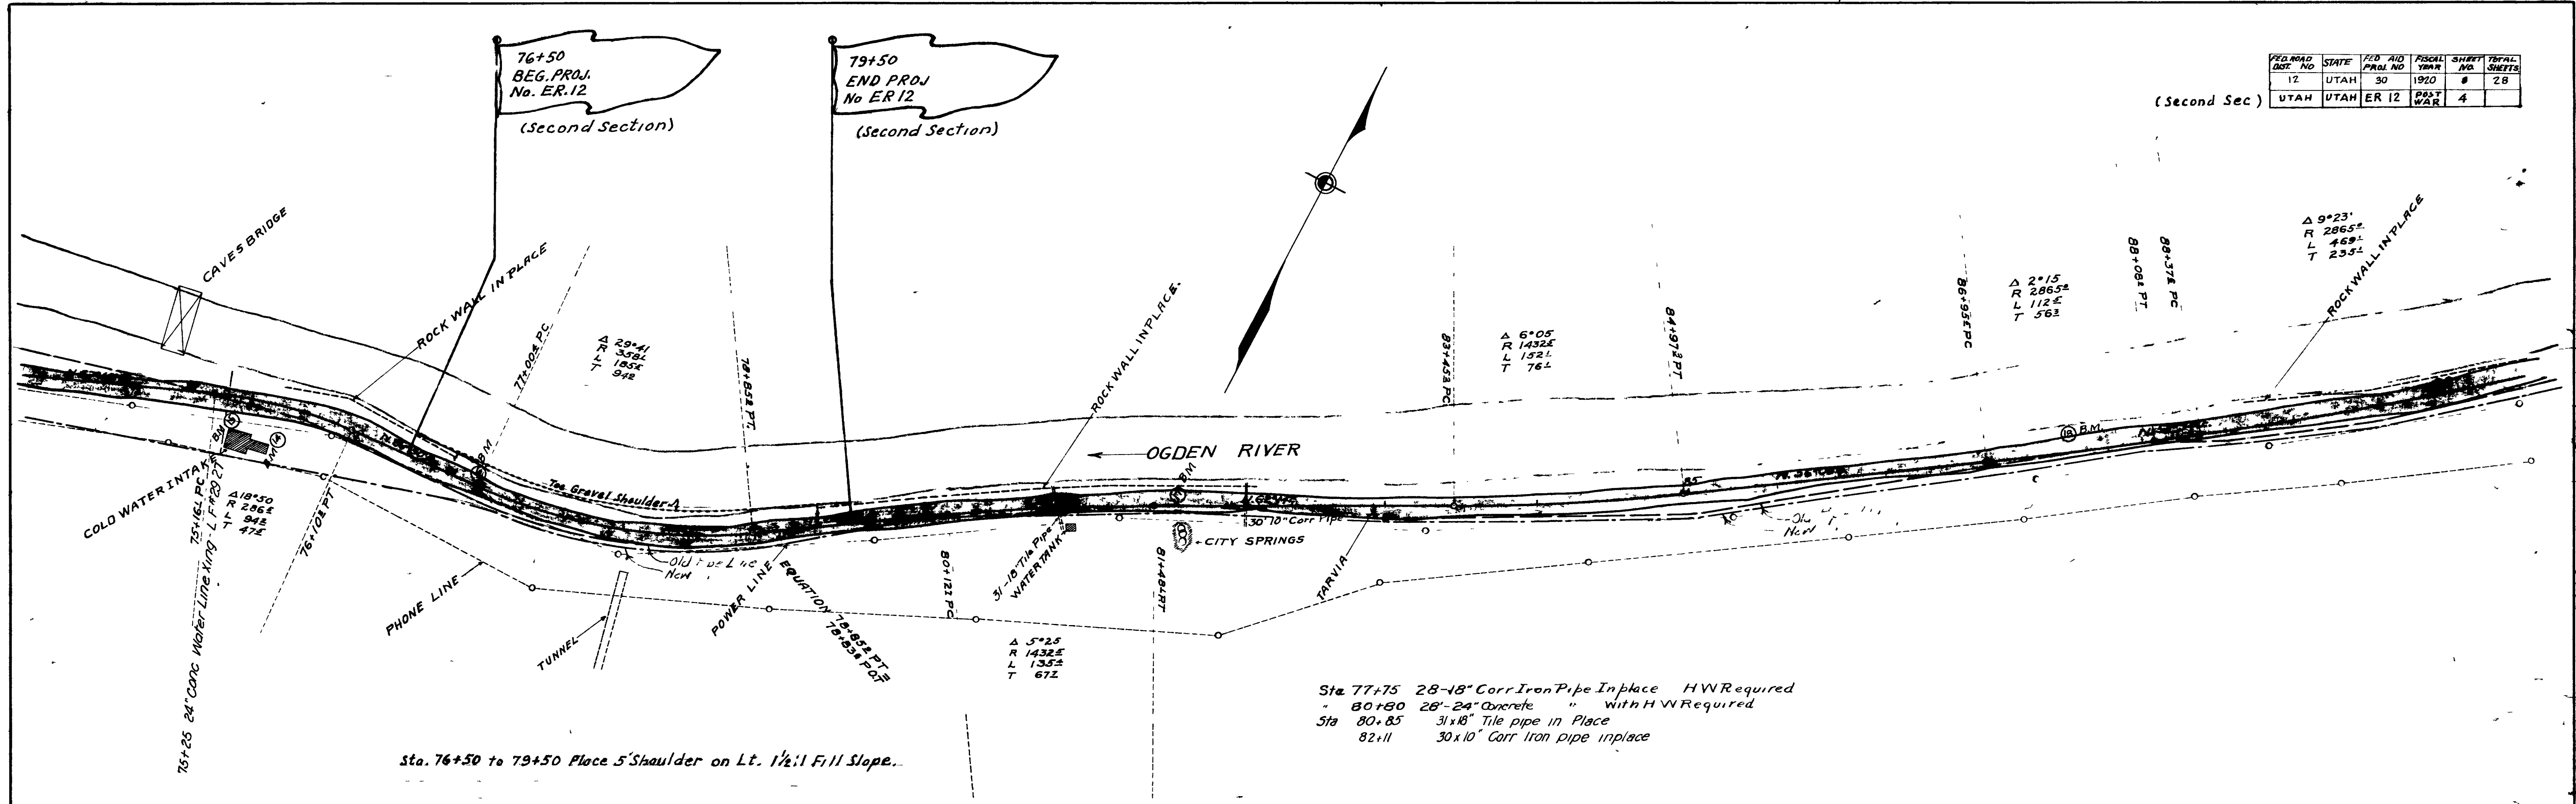 76+50
BEG. PROJ.
No. ER.12
(Second Section)
79+50
END PROJ
No ER 12
(Second Section)
FED. ROAD DIST. NO STATE FED AID PROJ. NO FISCAL YEAR SHEET NO. TOTAL SHEETS
12 UTAH 30 1920 28
(Second Sec) UTAH UTAH ER 12 POST WAR 4
CAVES BRIDGE
ROCK WALL IN PLACE
77+00 PC
Δ 29°41
R 358
L 185
T 94
78+85 PT
ROCK WALL IN PLACE.
83+45 PC
Δ 6°05
R 1432
L 152
T 76
84+97 PT
86+95 PC
Δ 2°15
R 2865
L 112
T 56
88+08 PT
88+37 PC
Δ 9°23'
R 2865
L 469
T 235
ROCK WALL IN PLACE
OGDEN RIVER
B.M.
B.M
BM
18 B.M.
Toe Gravel Shoulder
COLD WATER INTAKE
BM
14
B.M
75+16 PC
75+25 24" Conc Water Line Xing -
Δ 18°50
R 286
L 94
T 47
76+10 PT
PHONE LINE
TUNNEL
Old
New
POWER LINE
EQUATION 78+85 PT =
78+83 POT
80+12 PC
31-18" Tile Pipe
WATER TANK
Δ 5°25
R 1432
L 135
T 67
81+48 PT
CITY SPRINGS
30' 10" Corr Pipe
TARVIA
85
Old
New
Sta 77+75 28-18" Corr Iron Pipe Inplace HW Required
" 80+80 28'-24" Concrete " With HW Required
Sta 80+85 31x18" Tile pipe in Place
82+11 30x10" Corr Iron pipe inplace
Sta. 76+50 to 79+50 Place 5' Shoulder on Lt. 1½:1 Fill Slope.